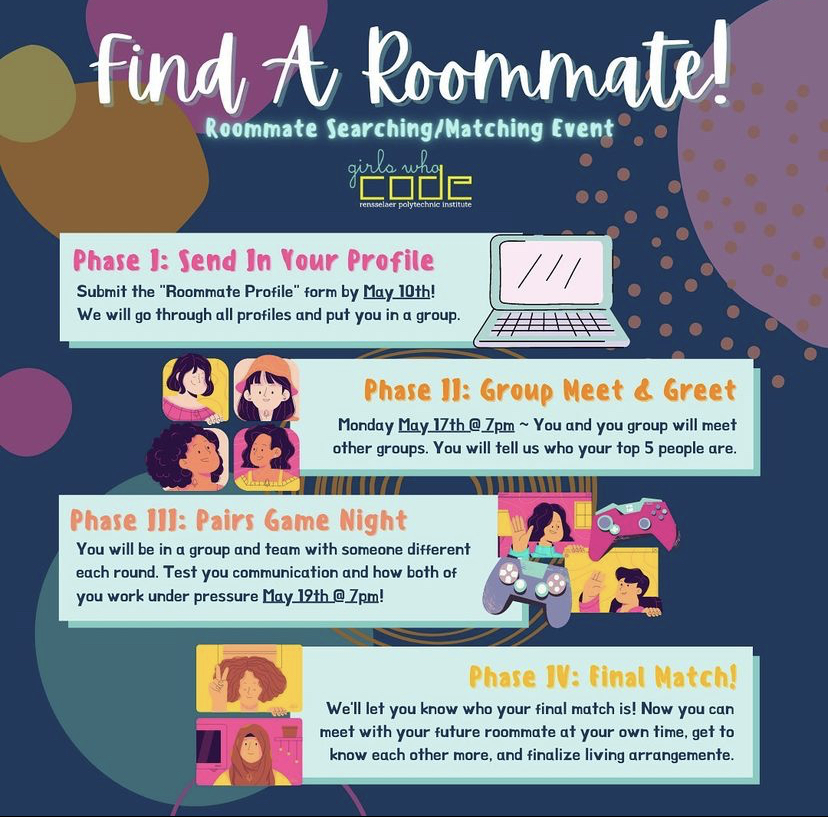 Find A Roommate!
Roommate Searching/Matching Event
girls who
code
rensselaer polytechnic institute
Phase I: Send In Your Profile
Submit the "Roommate Profile" form by May 10th!
We will go through all profiles and put you in a group.
Phase II: Group Meet & Greet
Monday May 17th @ 7pm ~ You and you group will meet
other groups. You will tell us who your top 5 people are.
Phase III: Pairs Game Night
You will be in a group and team with someone different
each round. Test you communication and how both of
you work under pressure May 19th @ 7pm!
Phase IV: Final Match!
We'll let you know who your final match is! Now you can
meet with your future roommate at your own time, get to
know each other more, and finalize living arrangemente.